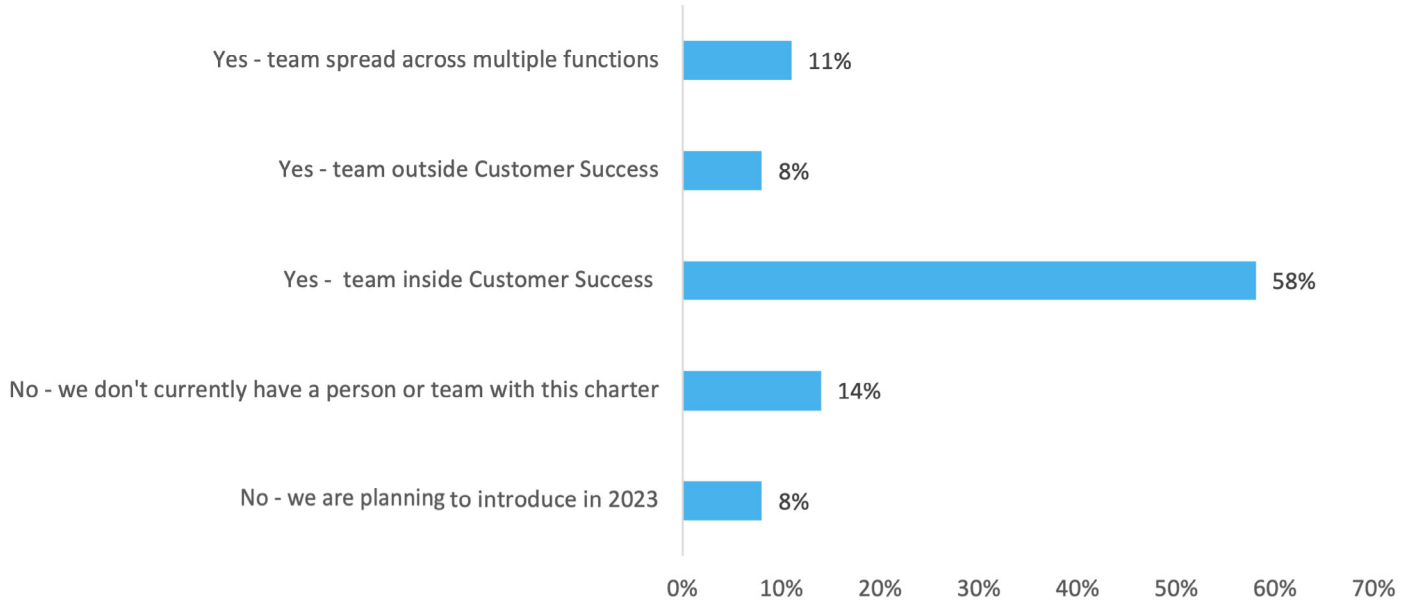 Yes - team spread across multiple functions
11%
Yes - team outside Customer Success
8%
Yes -  team inside Customer Success
58%
No - we don't currently have a person or team with this charter
14%
No - we are planning to introduce in 2023
8%
0% 10% 20% 30% 40% 50% 60% 70%